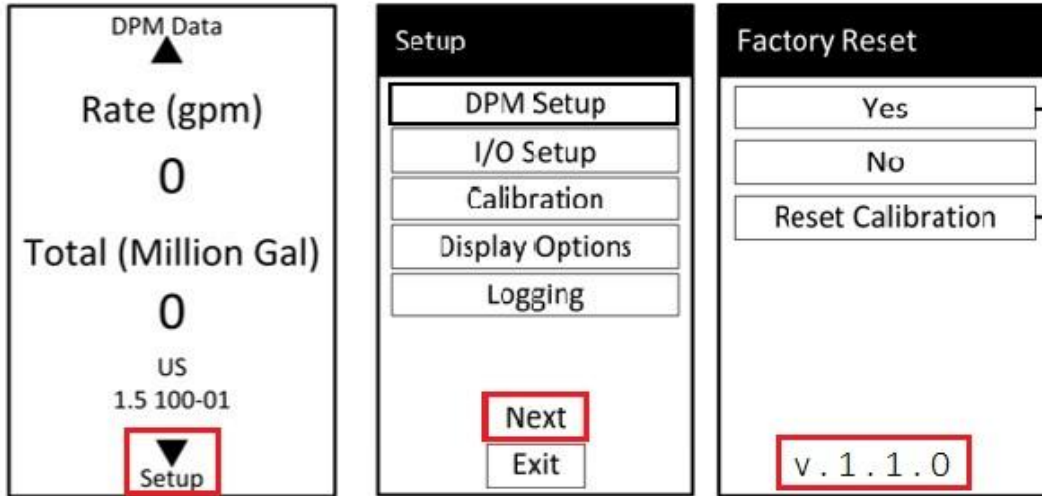 DPM Data
Rate (gpm)
0
Total (Million Gal)
0
US
1.5 100-01
Setup
Setup
DPM Setup
I/O Setup
Calibration
Display Options
Logging
Next
Exit
Factory Reset
Yes
No
Reset Calibration
v.1.1.0